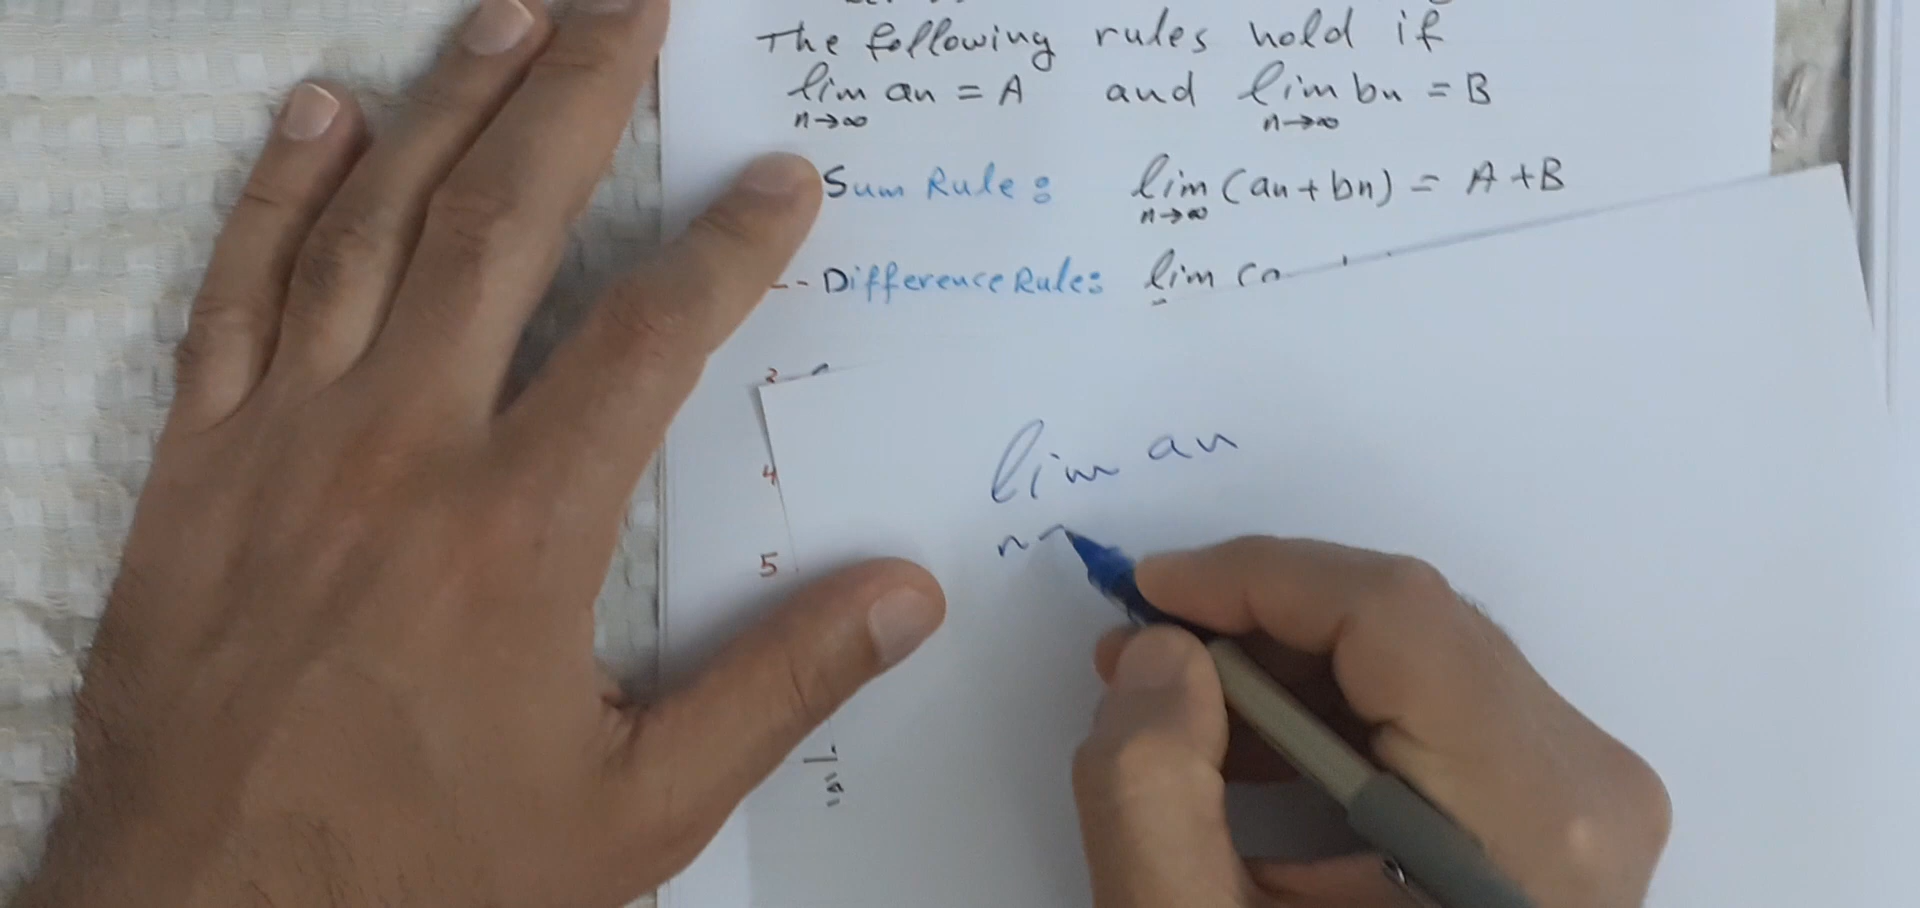 The following rules hold if
lim an = A and lim bn = B
n→∞ n→∞
Sum Rule: lim (an + bn) = A + B
n→∞
-- Difference Rule: lim (a
3
lim an
4
n
5